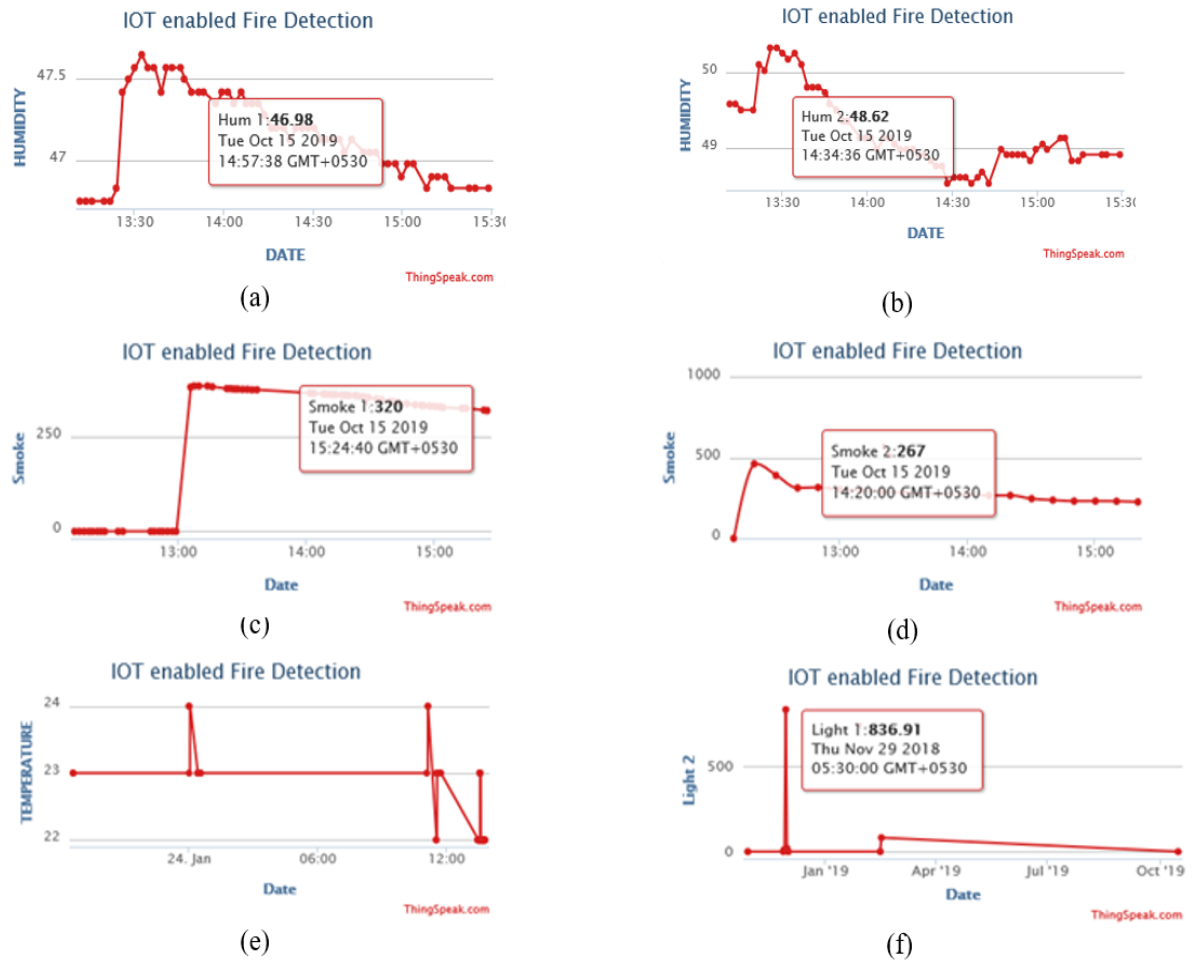 IOT enabled Fire Detection
HUMIDITY
47.5
47
Hum 1:46.98
Tue Oct 15 2019
14:57:38 GMT+0530
13:30 14:00 14:30 15:00 15:30
DATE
ThingSpeak.com
(a)
IOT enabled Fire Detection
HUMIDITY
50
49
Hum 2:48.62
Tue Oct 15 2019
14:34:36 GMT+0530
13:30 14:00 14:30 15:00 15:30
DATE
ThingSpeak.com
(b)
IOT enabled Fire Detection
Smoke
250
0
Smoke 1:320
Tue Oct 15 2019
15:24:40 GMT+0530
13:00 14:00 15:00
Date
ThingSpeak.com
(c)
IOT enabled Fire Detection
Smoke
1000
500
0
Smoke 2:267
Tue Oct 15 2019
14:20:00 GMT+0530
13:00 14:00 15:00
Date
ThingSpeak.com
(d)
IOT enabled Fire Detection
TEMPERATURE
24
23
22
24. Jan 06:00 12:00
Date
ThingSpeak.com
(e)
IOT enabled Fire Detection
Light 2
500
0
Light 1:836.91
Thu Nov 29 2018
05:30:00 GMT+0530
Jan '19 Apr '19 Jul '19 Oct '19
Date
ThingSpeak.com
(f)